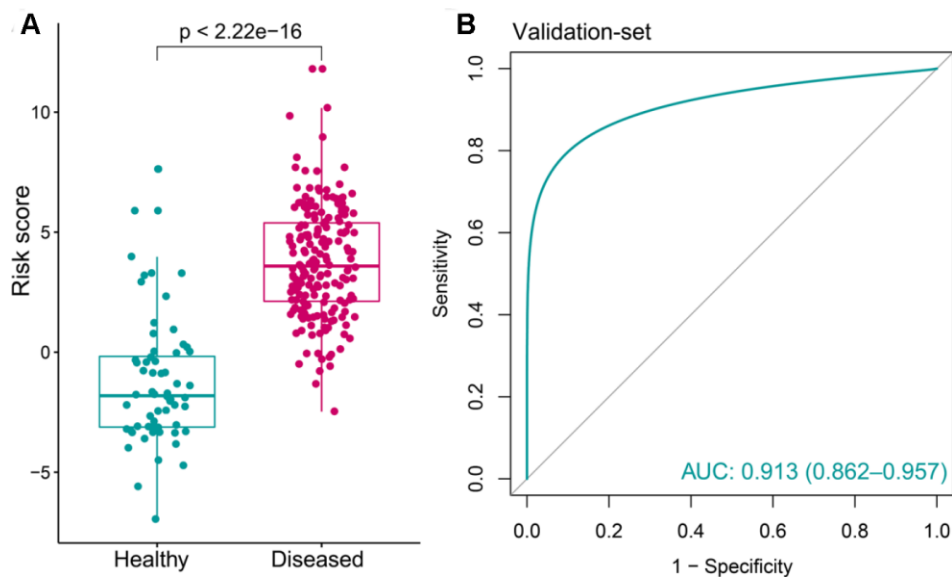 A
p < 2.22e−16
Risk score
10
5
0
−5
Healthy
Diseased
B
Validation-set
Sensitivity
1.0
0.8
0.6
0.4
0.2
0.0
AUC: 0.913 (0.862–0.957)
0.0
0.2
0.4
0.6
0.8
1.0
1 − Specificity